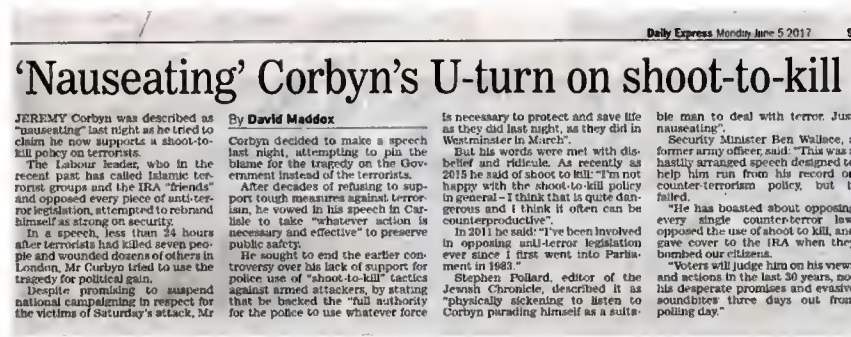 Daily Express Monday June 5 2017
'Nauseating' Corbyn's U-turn on shoot-to-kill
JEREMY Corbyn was described as
"nauseating" last night as he tried to
claim he now supports a shoot-to-
kill policy on terrorists.
The Labour leader, who in the
recent past has called Islamic ter-
rorist groups and the IRA "friends"
and opposed every piece of anti-ter-
ror legislation, attempted to rebrand
himself as strong on security.
In a speech, less than 24 hours
after terrorists had killed seven peo-
ple and wounded dozens of others in
London, Mr Corbyn tried to use the
tragedy for political gain.
Despite promising to suspend
national campaigning in respect for
the victims of Saturday's attack, Mr
By David Maddox
Corbyn decided to make a speech
last night, attempting to pin the
blame for the tragedy on the Gov-
ernment instead of the terrorists.
After decades of refusing to sup-
port tough measures against terror-
ism, he vowed in his speech in Car-
lisle to take "whatever action is
necessary and effective" to preserve
public safety.
He sought to end the earlier con-
troversy over his lack of support for
police use of "shoot-to-kill" tactics
against armed attackers, by stating
that he backed the "full authority
for the police to use whatever force
is necessary to protect and save life
as they did last night, as they did in
Westminster in March".
But his words were met with dis-
belief and ridicule. As recently as
2015 he said of shoot to kill: "I'm not
happy with the shoot-to-kill policy
in general – I think that is quite dan-
gerous and I think it often can be
counterproductive".
In 2011 he said: "I've been involved
in opposing anti-terror legislation
ever since I first went into Parlia-
ment in 1983."
Stephen Pollard, editor of the
Jewish Chronicle, described it as
"physically sickening to listen to
Corbyn parading himself as a suita-
ble man to deal with terror. Jus
nauseating".
Security Minister Ben Wallace,
former army officer, said: "This was
hastily arranged speech designed to
help him run from his record o
counter-terrorism policy, but
failed.
"He has boasted about opposing
every single counter-terror law
opposed the use of shoot to kill, and
gave cover to the IRA when they
bombed our citizens.
"Voters will judge him on his view
and actions in the last 30 years, no
his desperate promises and evasive
soundbites three days out from
polling day."